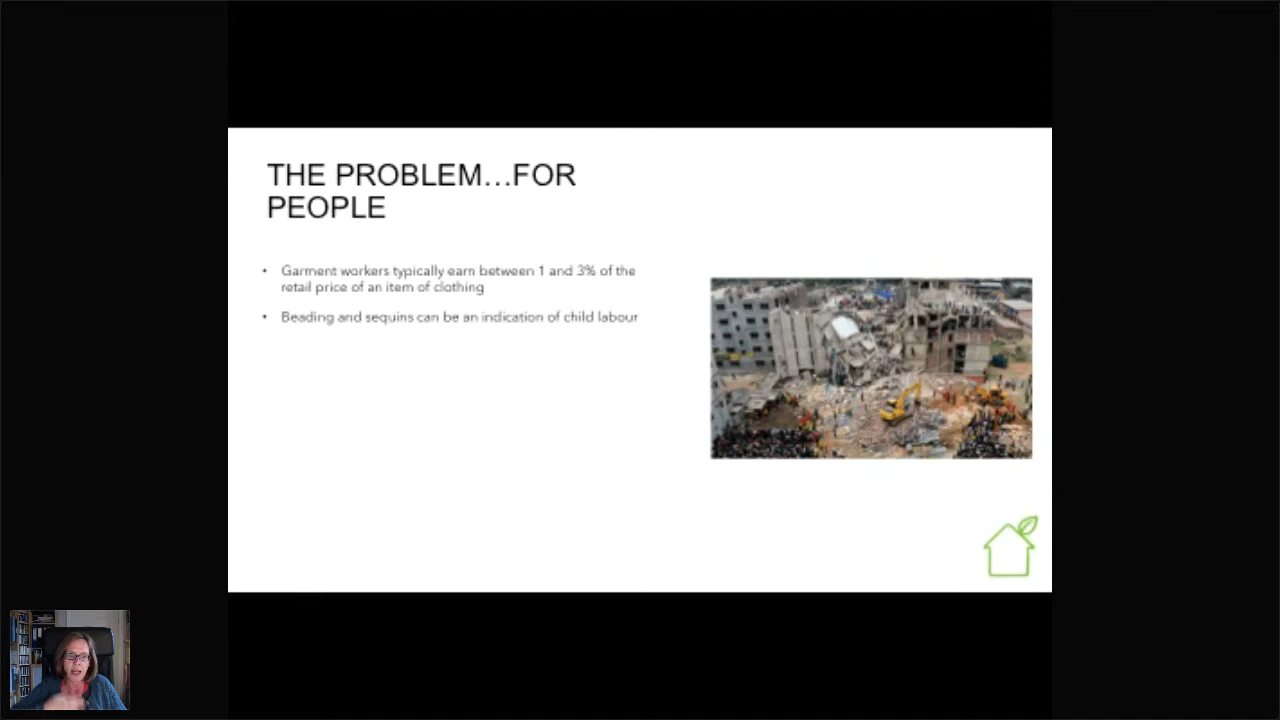 THE PROBLEM…FOR
PEOPLE
• Garment workers typically earn between 1 and 3% of the
retail price of an item of clothing
• Beading and sequins can be an indication of child labour